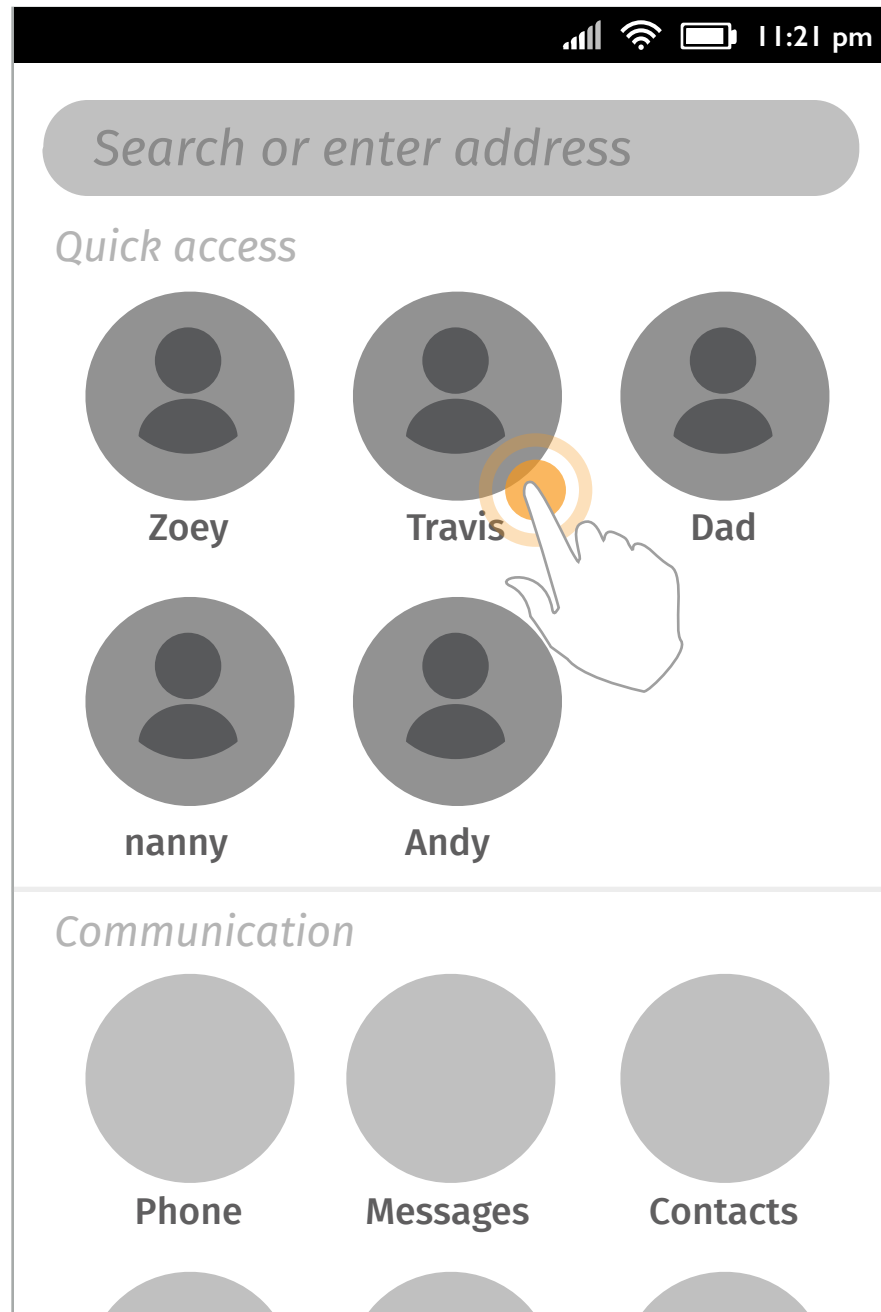 11:21 pm
Search or enter address
Quick access
Zoey Travis Dad
nanny Andy
Communication
Phone Messages Contacts